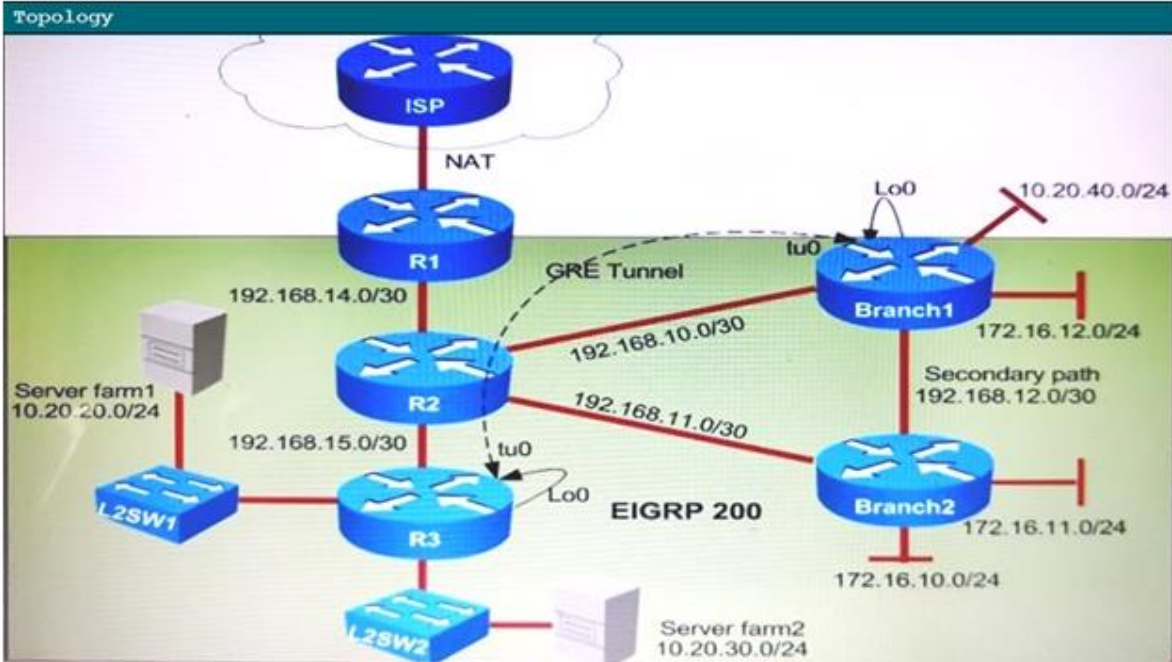 Topology
ISP
NAT
Lo0
10.20.40.0/24
R1
tu0
GRE Tunnel
192.168.14.0/30
Branch1
192.168.10.0/30
172.16.12.0/24
Server farm1
10.20.20.0/24
R2
Secondary path
192.168.12.0/30
192.168.11.0/30
192.168.15.0/30
tu0
Lo0
L2SW1
R3
EIGRP 200
Branch2
172.16.11.0/24
172.16.10.0/24
L2SW2
Server farm2
10.20.30.0/24